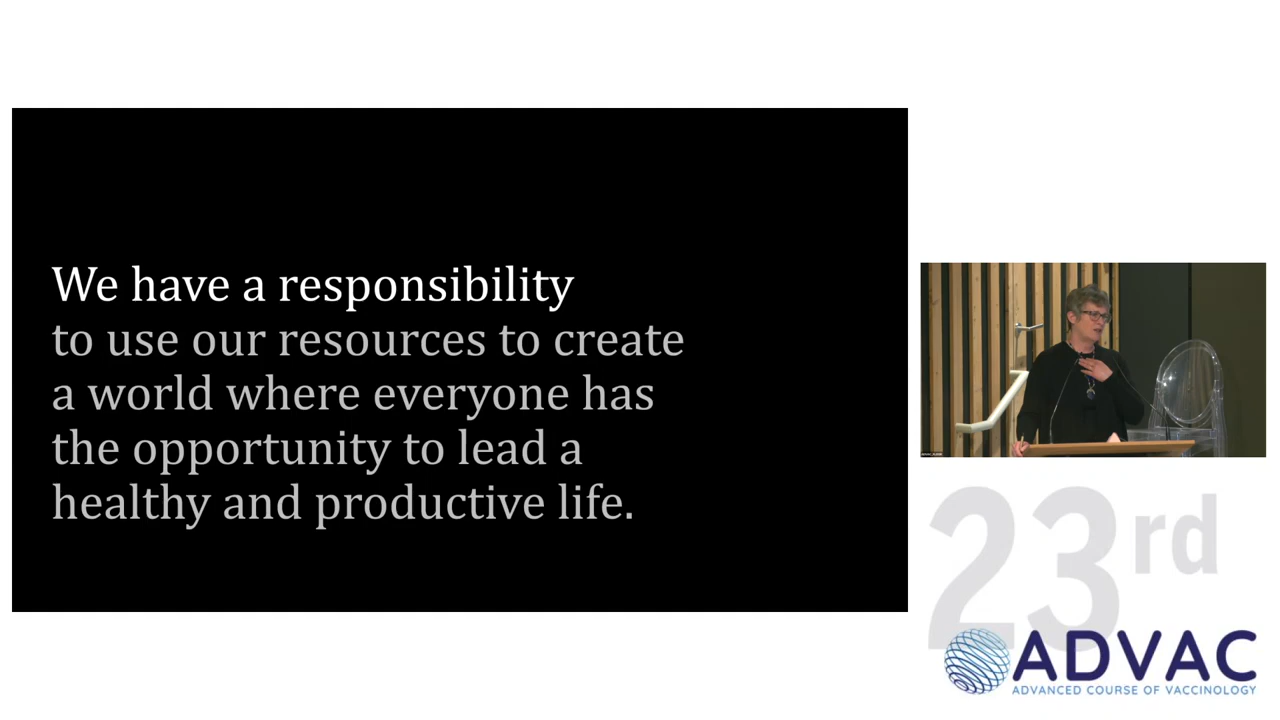 We have a responsibility
to use our resources to create
a world where everyone has
the opportunity to lead a
healthy and productive life.
23rd
ADVAC
ADVANCED COURSE OF VACCINOLOGY